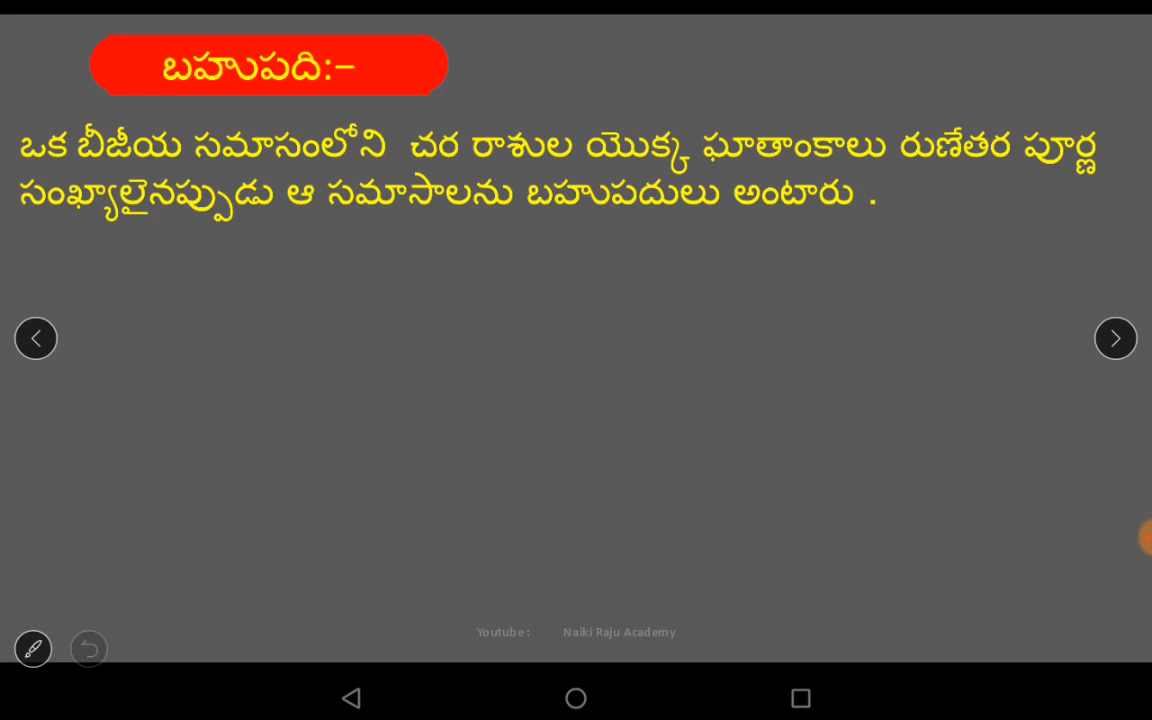 బహుపది:-
ఒక బీజీయ సమాసంలోని చర రాశుల యొక్క ఘాతాంకాలు రుణేతర పూర్ణ
సంఖ్యాలైనప్పుడు ఆ సమాసాలను బహుపదులు అంటారు .
Youtube : Naiki Raju Academy